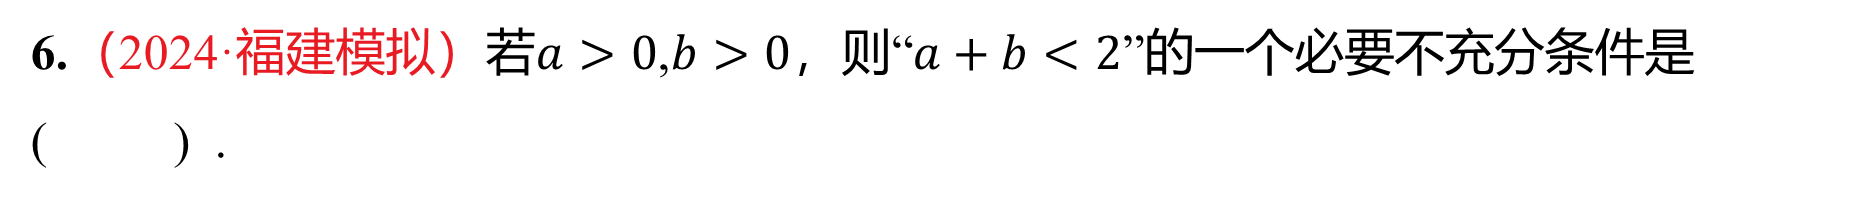 6.（2024·福建模拟）若a > 0,b > 0，则“a + b < 2”的一个必要不充分条件是
( ) .